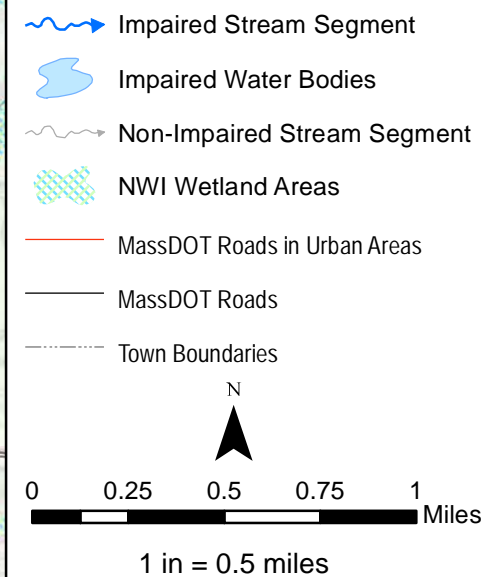 Impaired Stream Segment
Impaired Water Bodies
Non-Impaired Stream Segment
NWI Wetland Areas
MassDOT Roads in Urban Areas
MassDOT Roads
Town Boundaries
N
0 0.25 0.5 0.75 1
Miles
1 in = 0.5 miles